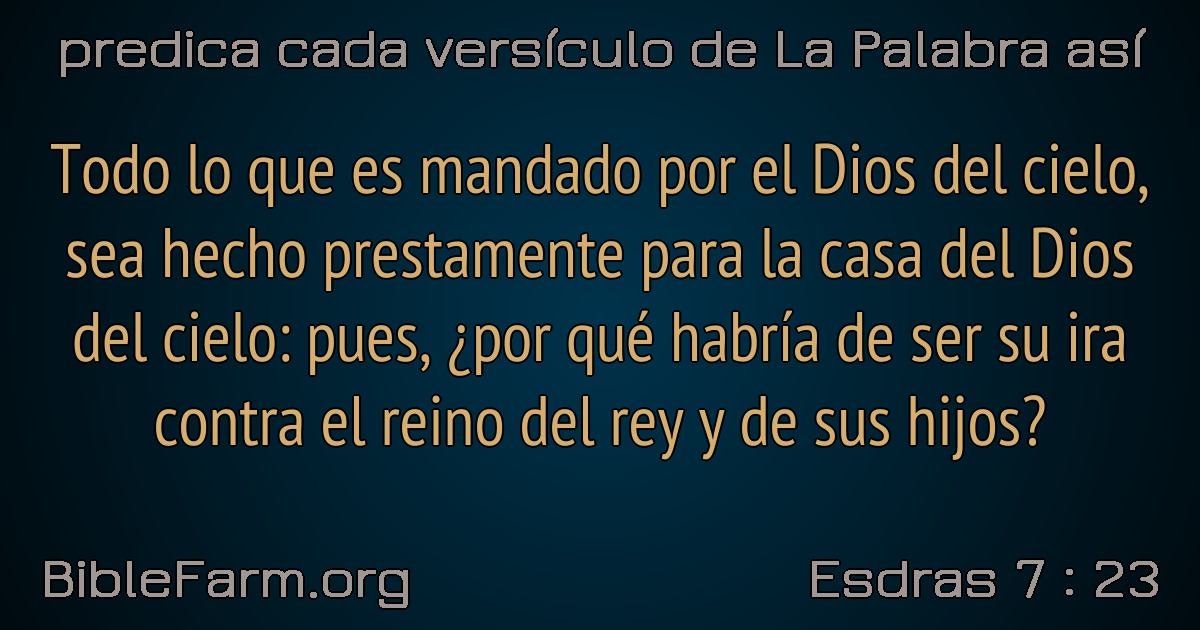 predica cada versículo de La Palabra así
Todo lo que es mandado por el Dios del cielo,
sea hecho prestamente para la casa del Dios
del cielo: pues, ¿por qué habría de ser su ira
contra el reino del rey y de sus hijos?
BibleFarm.org
Esdras 7 : 23